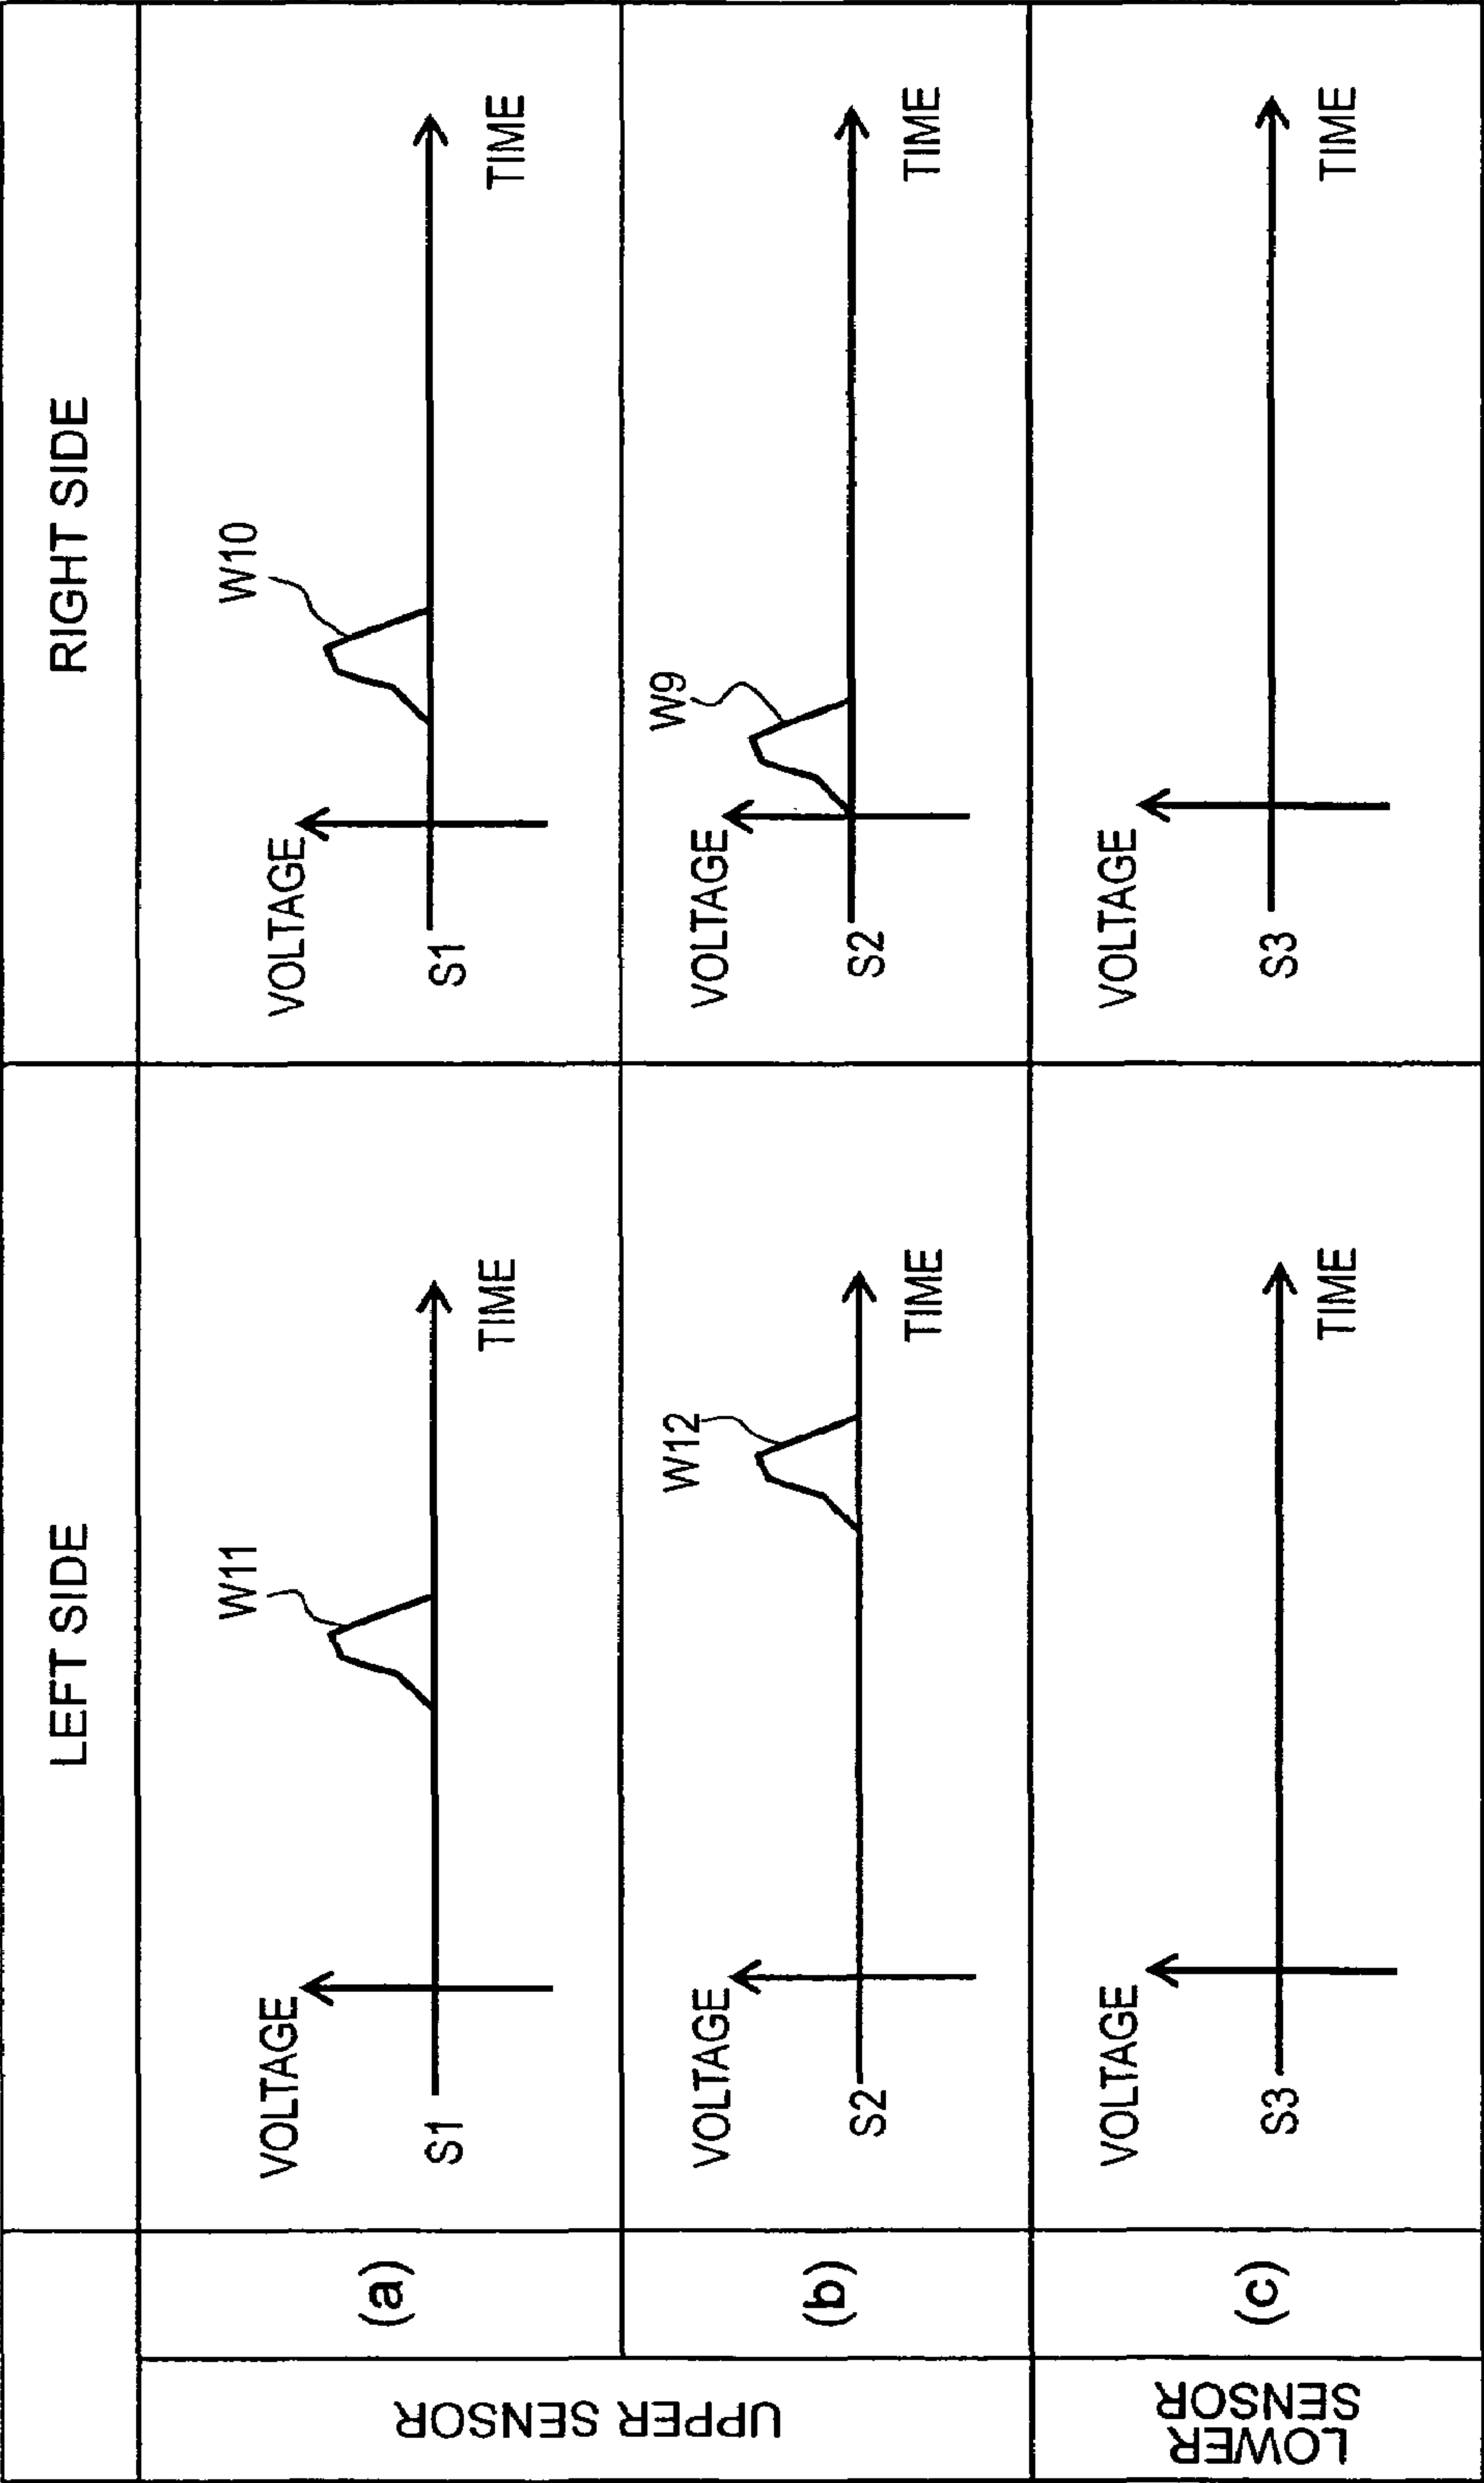 LEFT SIDE
RIGHT SIDE
UPPER SENSOR
(a)
VOLTAGE
W11
S1
TIME
VOLTAGE
W10
S1
TIME
(b)
VOLTAGE
W12
S2
TIME
VOLTAGE
W9
S2
TIME
LOWER
SENSOR
(c)
VOLTAGE
S3
TIME
VOLTAGE
S3
TIME